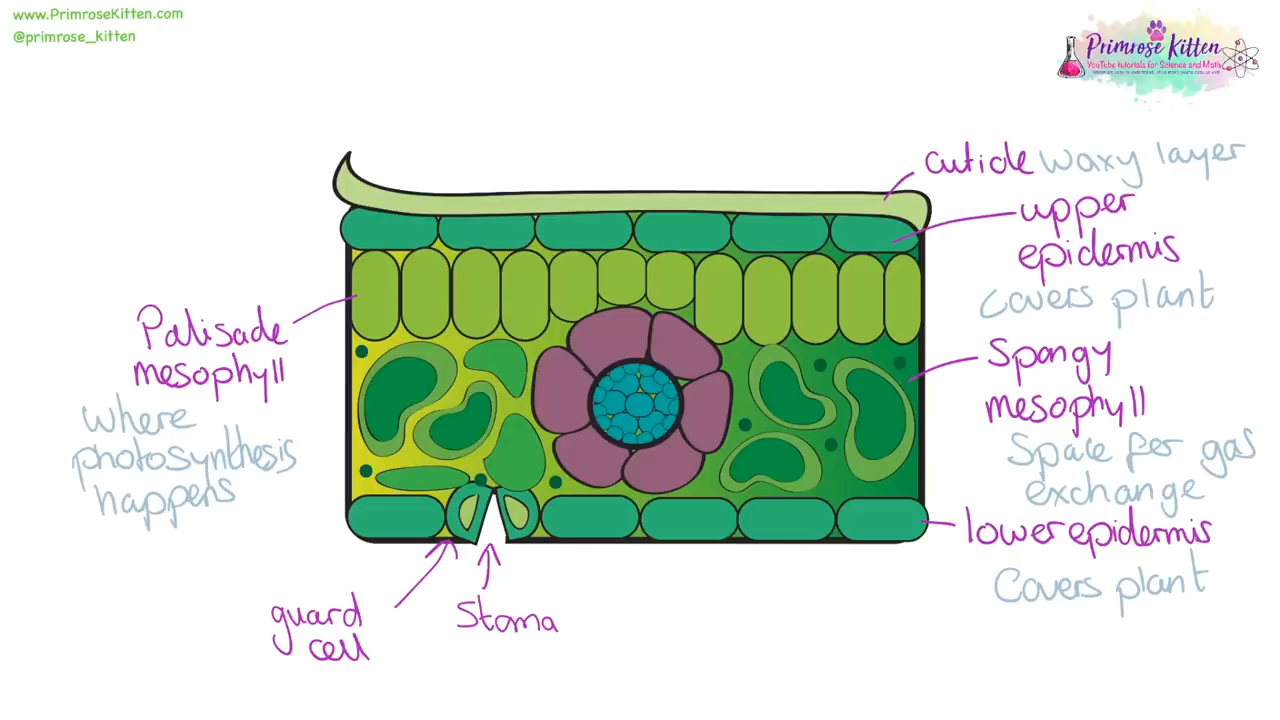 www.PrimroseKitten.com
@primrose_kitten
Primrose Kitten
YouTube tutorials for Science and Math
cuticle waxy layer
upper
epidermis
covers plant
Palisade
mesophyll
where
photosynthesis
happens
Spongy
mesophyll
Space for gas
exchange
lower epidermis
Covers plant
guard
cell
Stoma